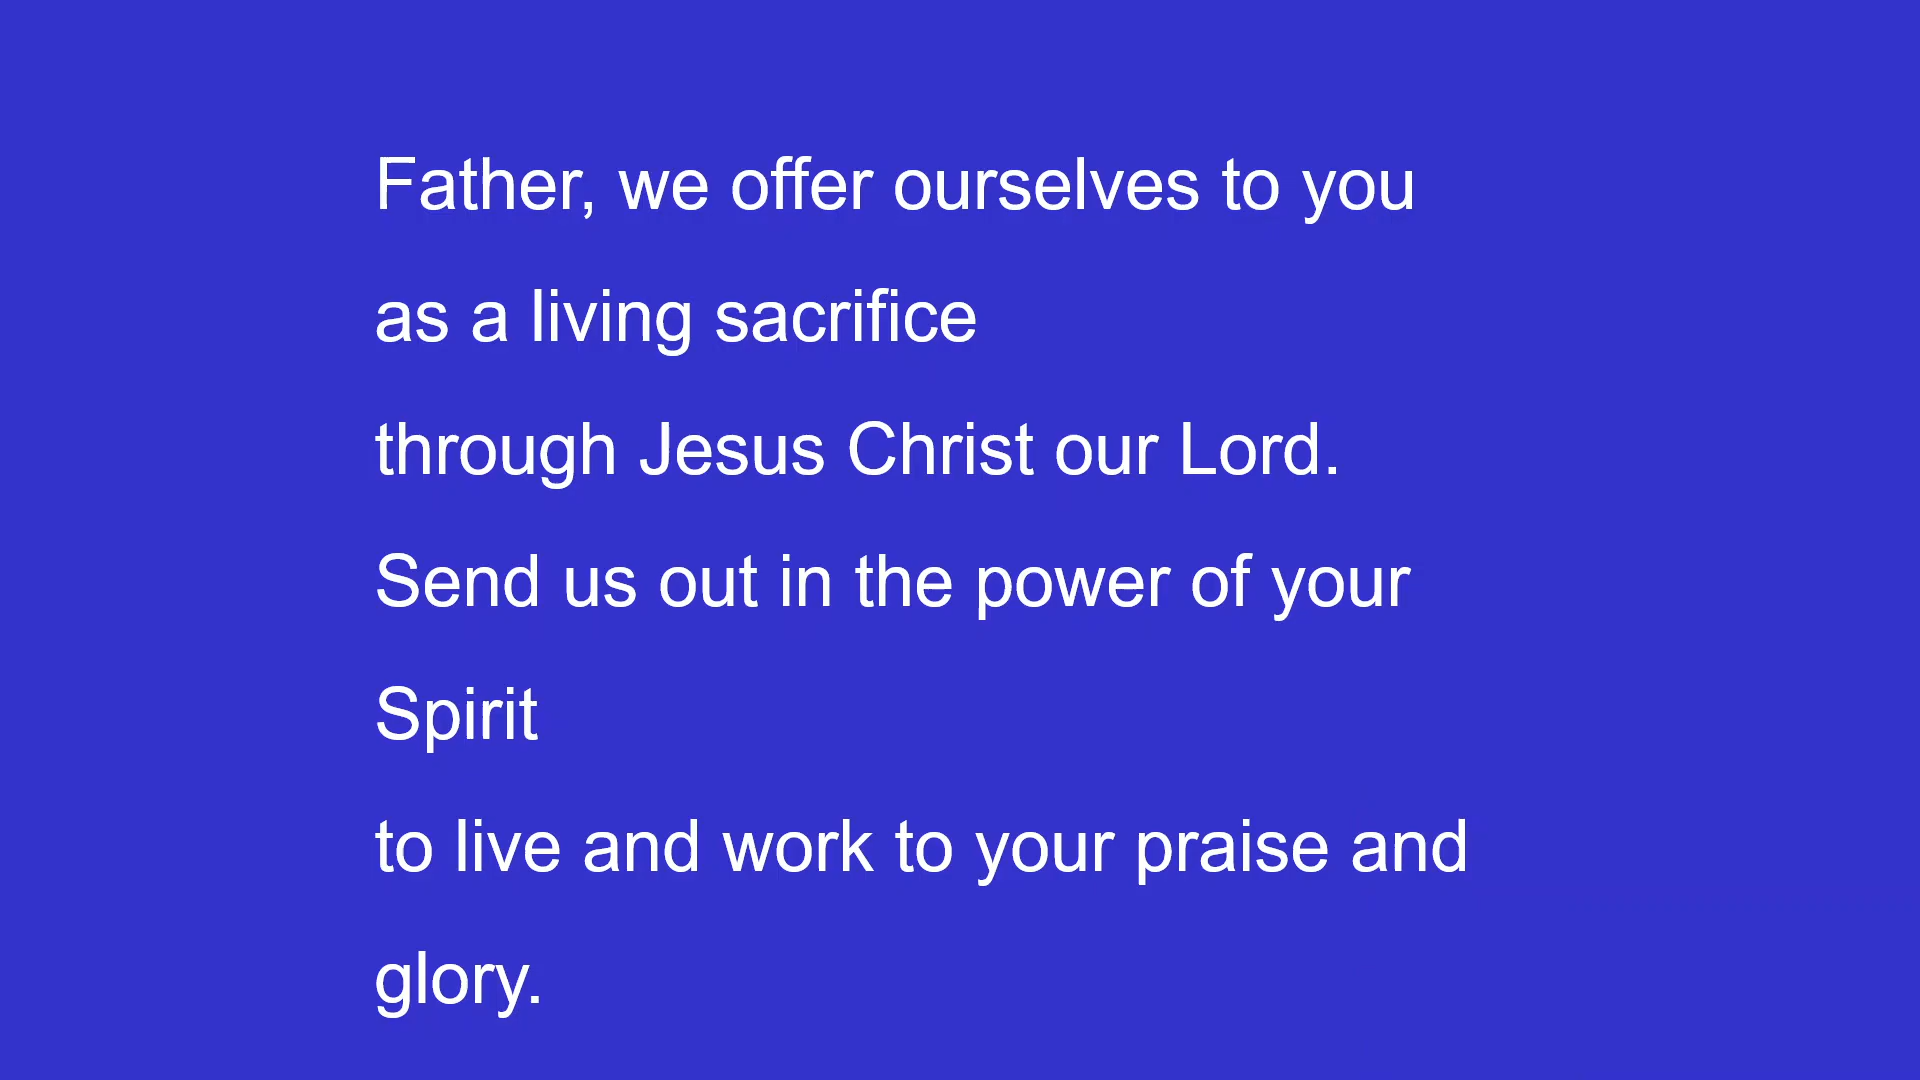 Father, we offer ourselves to you
as a living sacrifice
through Jesus Christ our Lord.
Send us out in the power of your
Spirit
to live and work to your praise and
glory.